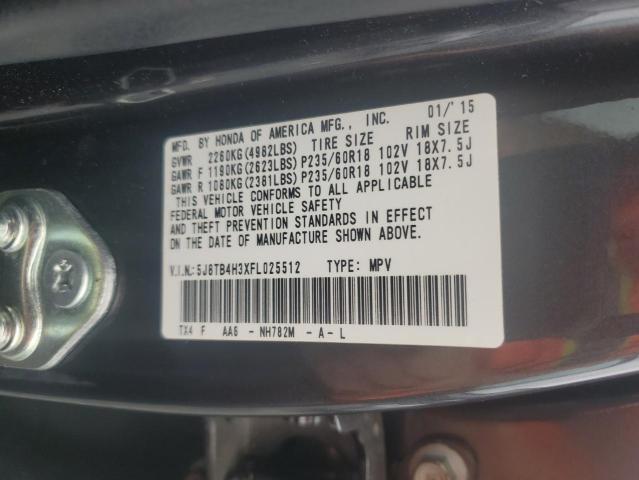 MFD. BY HONDA OF AMERICA MFG., INC. 01/'15
GVWR 2260KG(4982LBS) TIRE SIZE RIM SIZE
GAWR F 1190KG(2623LBS) P235/60R18 102V 18X7.5J
GAWR R 1080KG(2381LBS) P235/60R18 102V 18X7.5J
THIS VEHICLE CONFORMS TO ALL APPLICABLE
FEDERAL MOTOR VEHICLE SAFETY
AND THEFT PREVENTION STANDARDS IN EFFECT
ON THE DATE OF MANUFACTURE SHOWN ABOVE.
V.I.N.:5J8TB4H3XFL025512 TYPE: MPV
TX4 F AA6 - NH782M - A - L